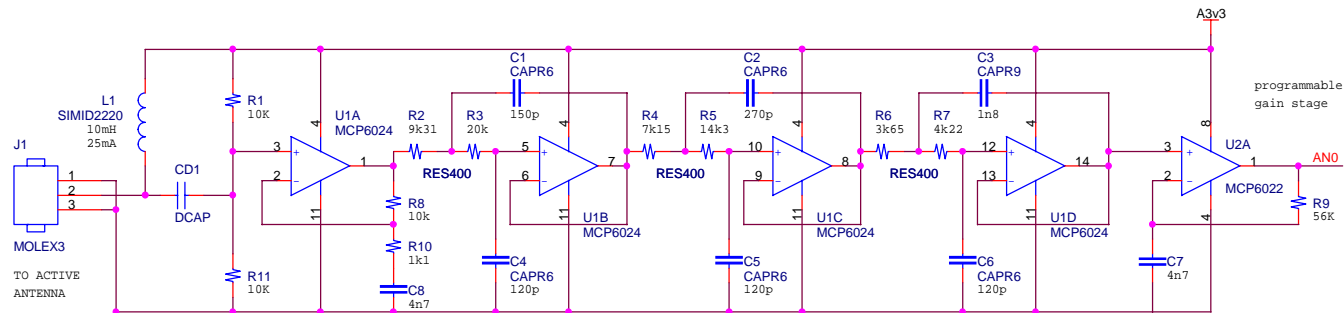 A3v3
C1
CAPR6
150p
C2
CAPR6
270p
C3
CAPR9
1n8
programmable
gain stage
L1
SIMID2220
10mH
25mA
R1
10K
U1A
MCP6024
R2
9k31
R3
20k
R4
7k15
R5
14k3
R6
3k65
R7
4k22
U2A
MCP6022
J1
MOLEX3
1
2
3
CD1
DCAP
3
2
1
4
11
RES400
5
6
7
4
11
RES400
10
9
8
4
11
RES400
12
13
14
4
11
3
2
1
8
4
AN0
R9
56K
R8
10k
R10
1k1
U1B
MCP6024
U1C
MCP6024
U1D
MCP6024
TO ACTIVE
ANTENNA
R11
10K
C8
4n7
C4
CAPR6
120p
C5
CAPR6
120p
C6
CAPR6
120p
C7
4n7